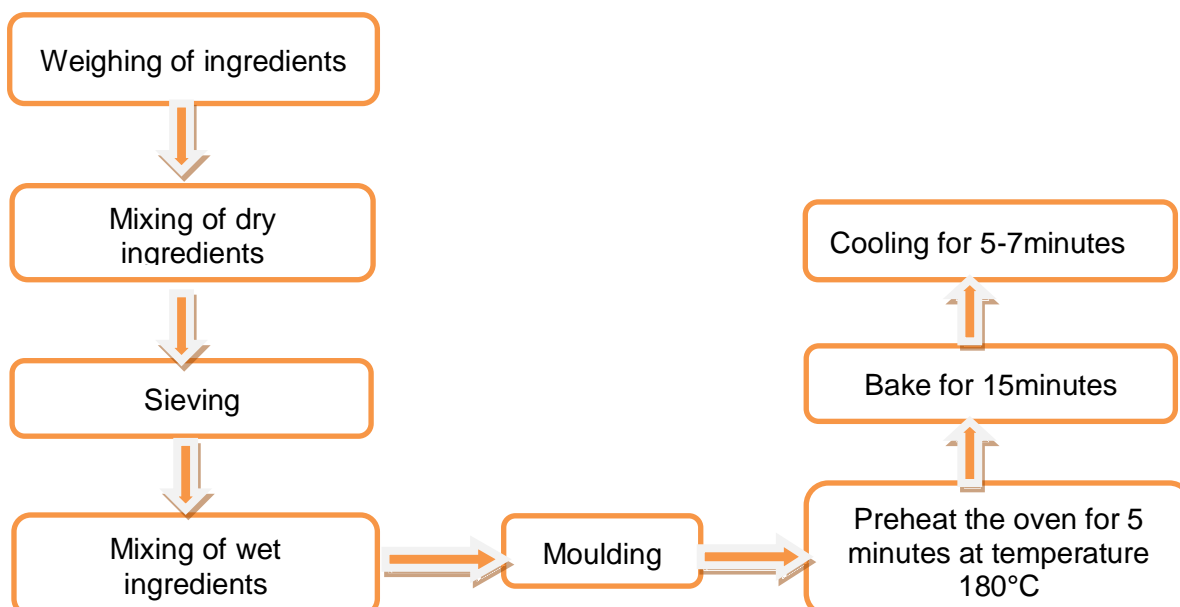 Weighing of ingredients
Mixing of dry
ingredients
Sieving
Mixing of wet
ingredients
Moulding
Preheat the oven for 5
minutes at temperature
180°C
Bake for 15minutes
Cooling for 5-7minutes